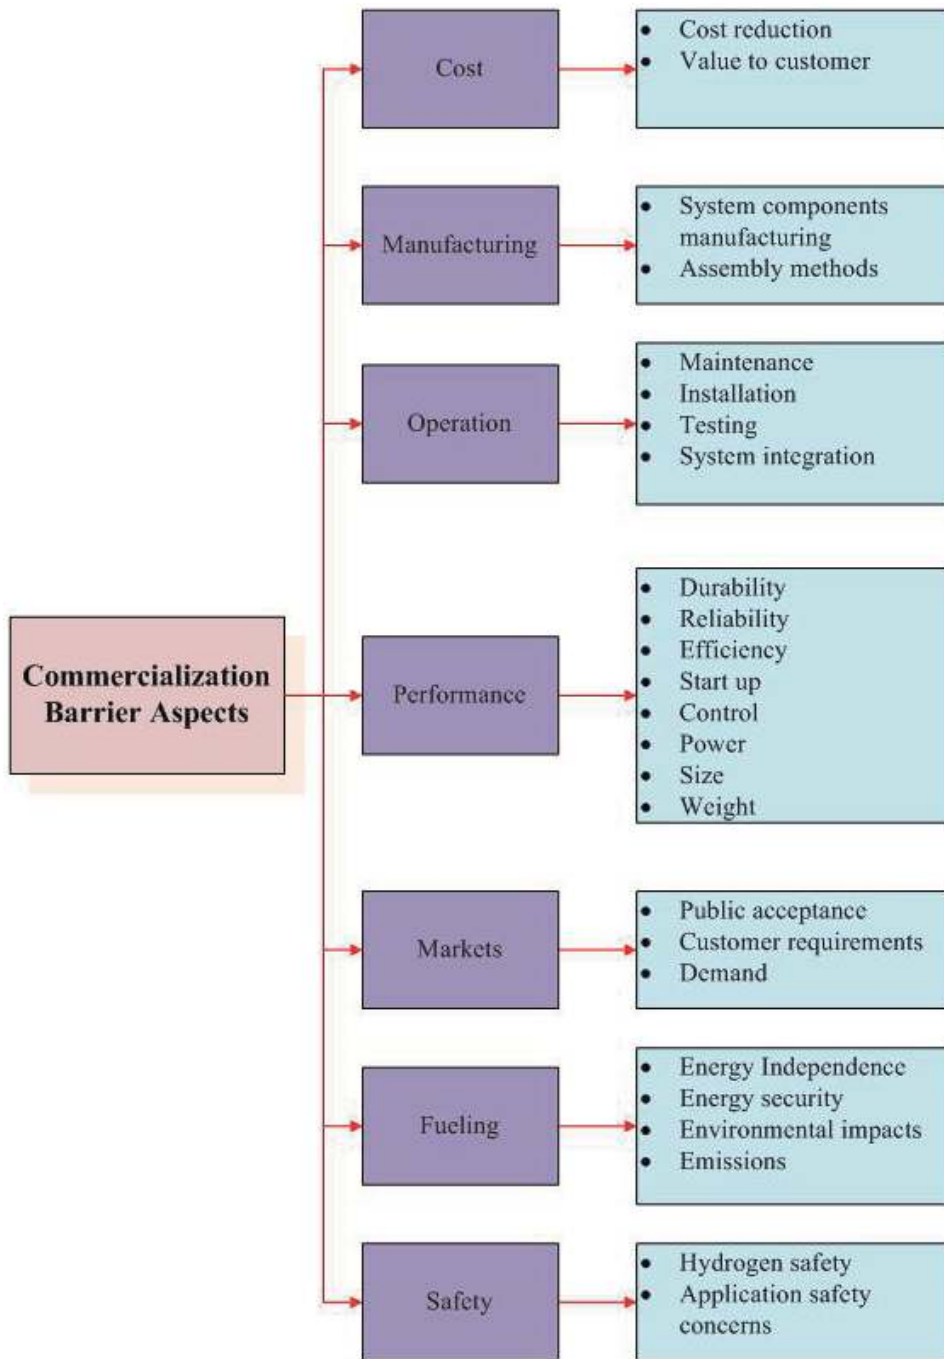 Commercialization
Barrier Aspects
Cost
• Cost reduction
• Value to customer
Manufacturing
• System components
manufacturing
• Assembly methods
Operation
• Maintenance
• Installation
• Testing
• System integration
Performance
• Durability
• Reliability
• Efficiency
• Start up
• Control
• Power
• Size
• Weight
Markets
• Public acceptance
• Customer requirements
• Demand
Fueling
• Energy Independence
• Energy security
• Environmental impacts
• Emissions
Safety
• Hydrogen safety
• Application safety
concerns